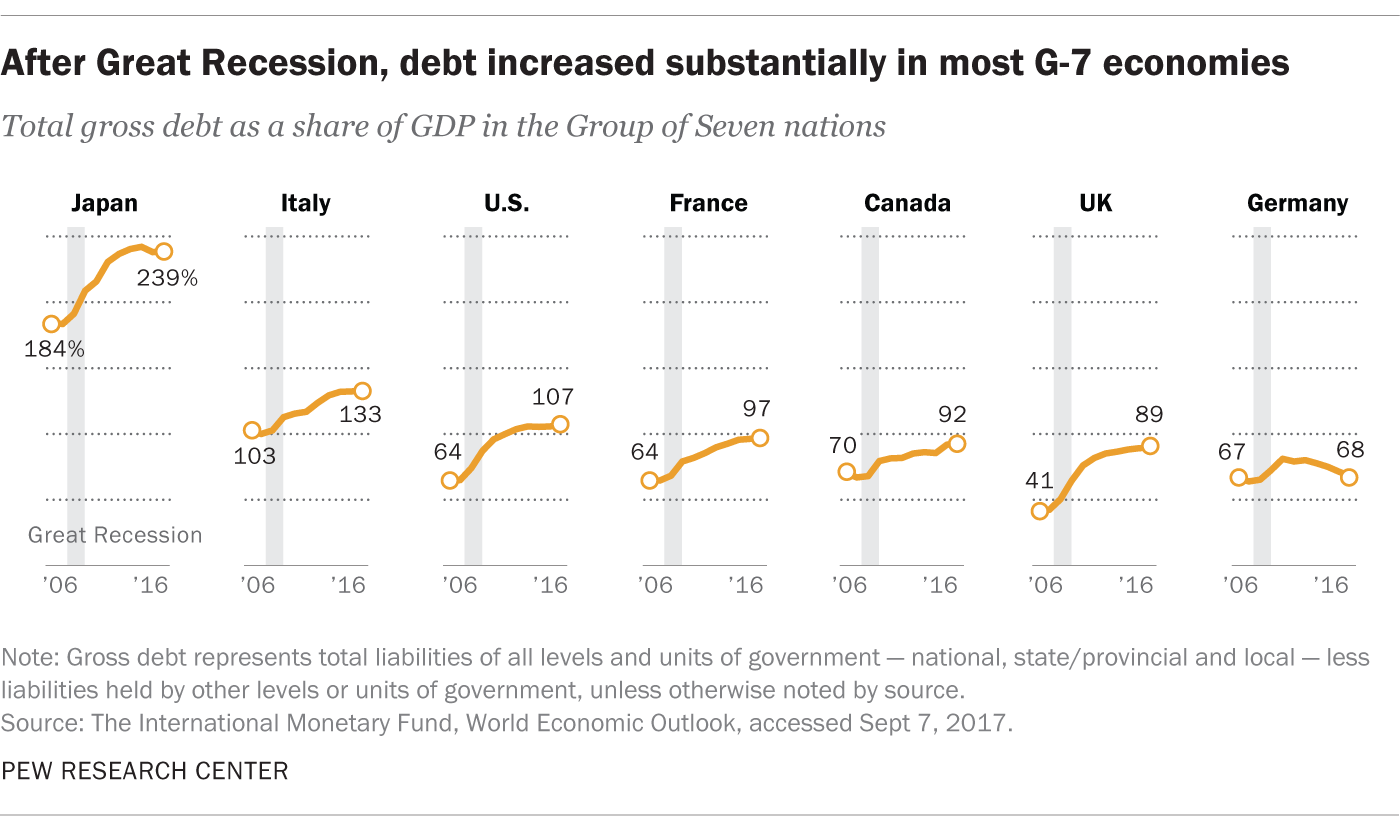 After Great Recession, debt increased substantially in most G-7 economies
Total gross debt as a share of GDP in the Group of Seven nations
Japan
184%
239%
Great Recession
’06 ’16
Italy
103
133
’06 ’16
U.S.
64
107
’06 ’16
France
64
97
’06 ’16
Canada
70
92
’06 ’16
UK
41
89
’06 ’16
Germany
67
68
’06 ’16
Note: Gross debt represents total liabilities of all levels and units of government — national, state/provincial and local — less
liabilities held by other levels or units of government, unless otherwise noted by source.
Source: The International Monetary Fund, World Economic Outlook, accessed Sept 7, 2017.
PEW RESEARCH CENTER